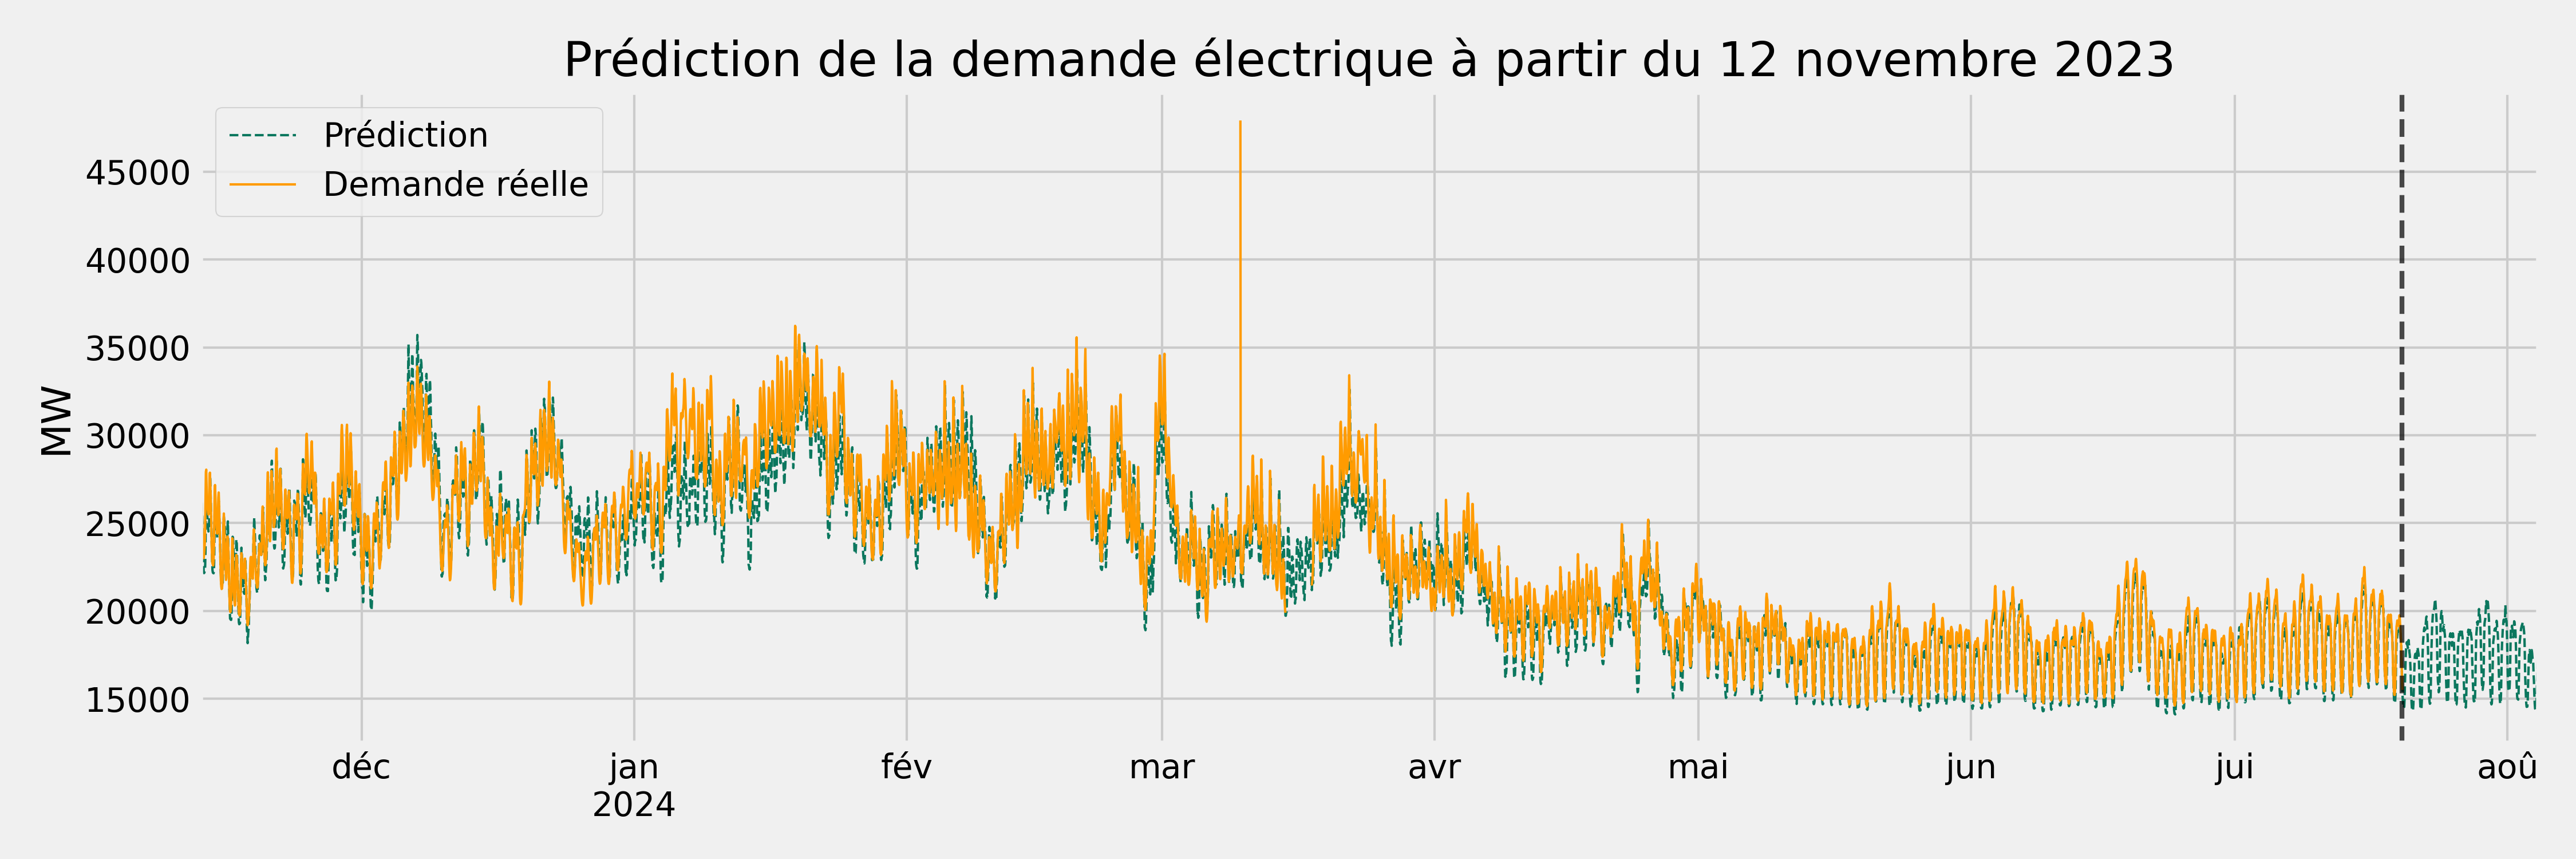 Prédiction de la demande électrique à partir du 12 novembre 2023
Prédiction
Demande réelle
MW
45000
40000
35000
30000
25000
20000
15000
déc
jan
fév
mar
avr
mai
jun
jui
aoû
2024